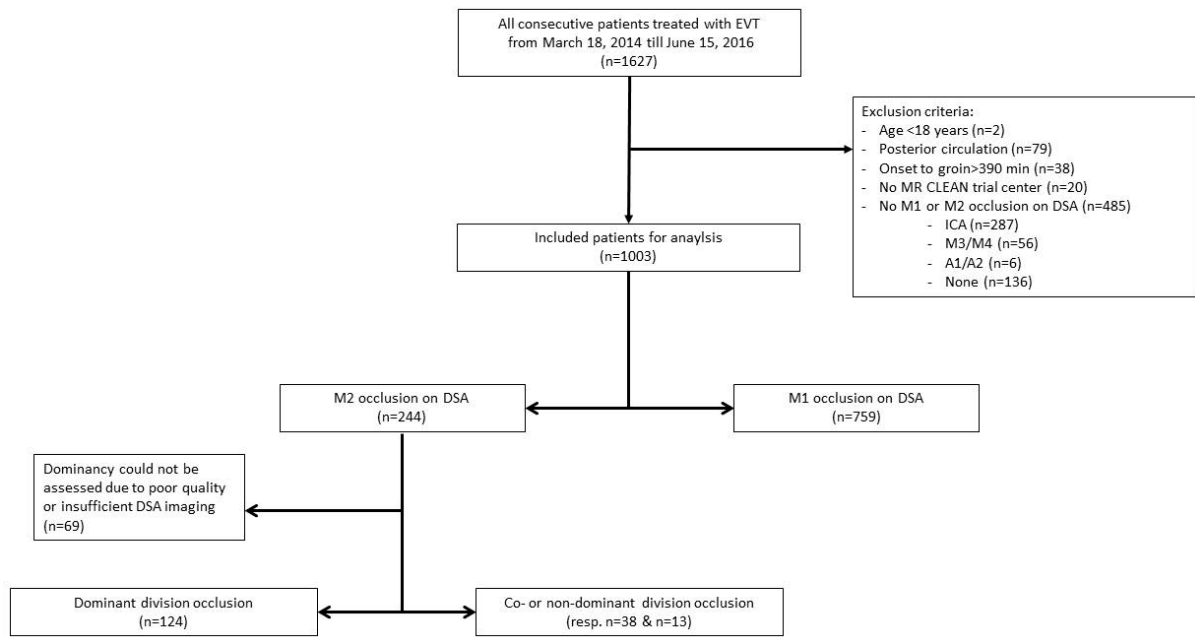 All consecutive patients treated with EVT
from March 18, 2014 till June 15, 2016
(n=1627)
Exclusion criteria:
- Age <18 years (n=2)
- Posterior circulation (n=79)
- Onset to groin>390 min (n=38)
- No MR CLEAN trial center (n=20)
- No M1 or M2 occlusion on DSA (n=485)
- ICA (n=287)
- M3/M4 (n=56)
- A1/A2 (n=6)
- None (n=136)
Included patients for anaylsis
(n=1003)
M2 occlusion on DSA
(n=244)
M1 occlusion on DSA
(n=759)
Dominancy could not be
assessed due to poor quality
or insufficient DSA imaging
(n=69)
Dominant division occlusion
(n=124)
Co- or non-dominant division occlusion
(resp. n=38 & n=13)